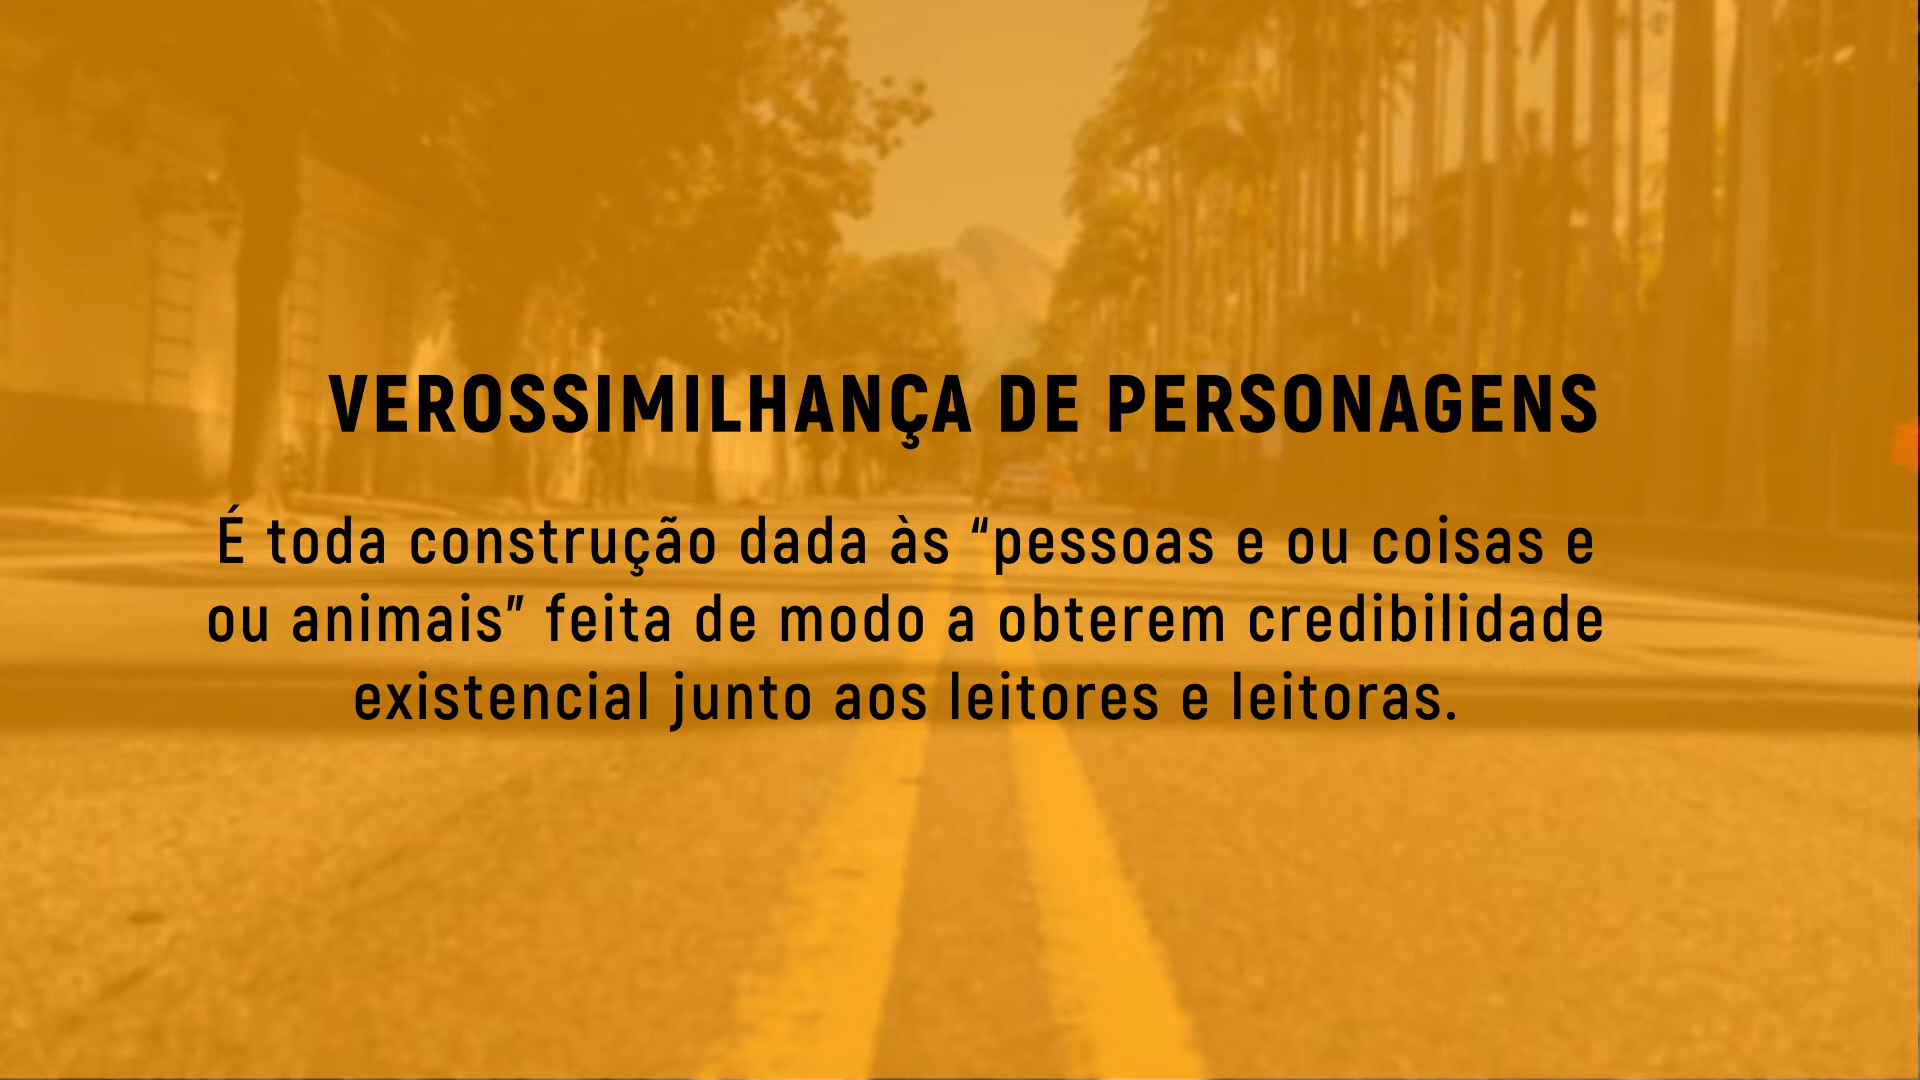 VEROSSIMILHANÇA DE PERSONAGENS
É toda construção dada às “pessoas e ou coisas e
ou animais” feita de modo a obterem credibilidade
existencial junto aos leitores e leitoras.